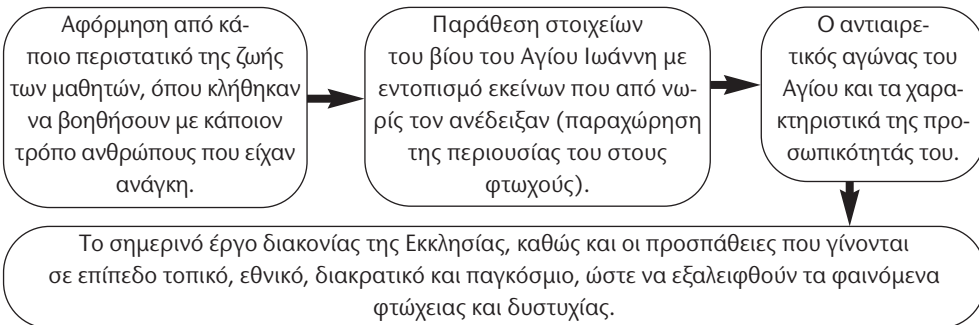 Αφόρμηση από κά-
ποιο περιστατικό της ζωής
των μαθητών, όπου κλήθηκαν
να βοηθήσουν με κάποιον
τρόπο ανθρώπους που είχαν
ανάγκη.
Παράθεση στοιχείων
του βίου του Αγίου Ιωάννη με
εντοπισμό εκείνων που από νω-
ρίς τον ανέδειξαν (παραχώρηση
της περιουσίας του στους
φτωχούς).
Ο αντιαιρε-
τικός αγώνας του
Αγίου και τα χαρα-
κτηριστικά της προ-
σωπικότητάς του.
Το σημερινό έργο διακονίας της Εκκλησίας, καθώς και οι προσπάθειες που γίνονται
σε επίπεδο τοπικό, εθνικό, διακρατικό και παγκόσμιο, ώστε να εξαλειφθούν τα φαινόμενα
φτώχειας και δυστυχίας.